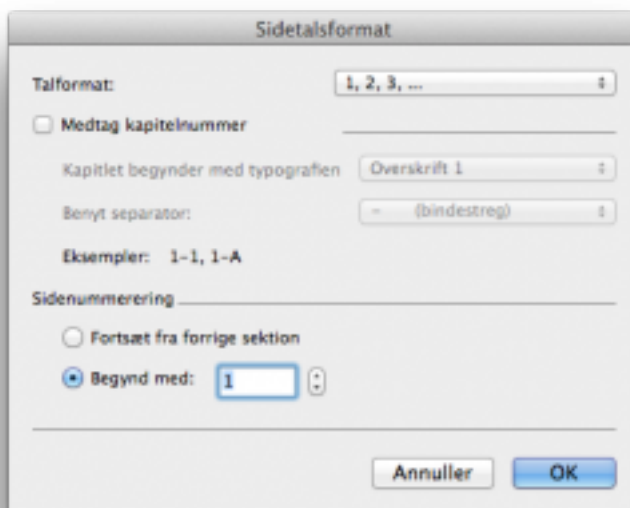 Sidetalsformat
Talformat: 1, 2, 3, ...
Medtag kapitelnummer
Kapitlet begynder med typografien Overskrift 1
Benyt separator: - (bindestreg)
Eksempler: 1-1, 1-A
Sidenummerering
Fortsæt fra forrige sektion
Begynd med: 1
Annuller OK